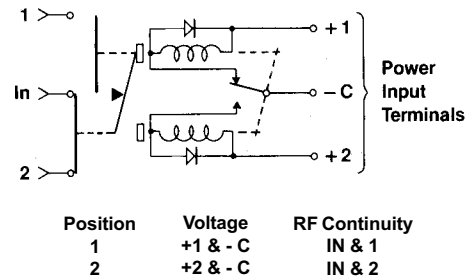 1
+ 1
In
– C
Power
Input
Terminals
2
+ 2
Position Voltage RF Continuity
1 +1 & - C IN & 1
2 +2 & - C IN & 2